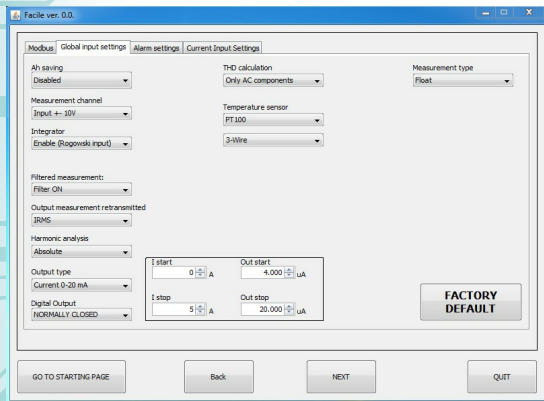 Facile ver. 0.0.
Modbus Global input settings Alarm settings Current Input Settings
Ah saving
Disabled
Measurement channel
Input +- 10V
Integrator
Enable (Rogowski input)
Filtered measurement:
Filter ON
Output measurement retransmitted
IRMS
Harmonic analysis
Absolute
Output type
Current 0-20 mA
Digital Output
NORMALLY CLOSED
THD calculation
Only AC components
Temperature sensor
PT100
3-Wire
Measurement type
Float
I start
0 A
Out start
4.000 uA
I stop
5 A
Out stop
20.000 uA
FACTORY
DEFAULT
GO TO STARTING PAGE Back NEXT QUIT